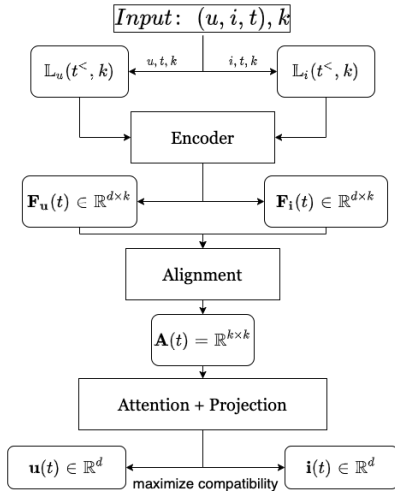 Input: (u, i, t), k
𝕃_u(t^<, k)
u, t, k
i, t, k
𝕃_i(t^<, k)
Encoder
F_u(t) ∈ ℝ^{d×k}
F_i(t) ∈ ℝ^{d×k}
Alignment
A(t) = ℝ^{k×k}
Attention + Projection
u(t) ∈ ℝ^d
maximize compatibility
i(t) ∈ ℝ^d